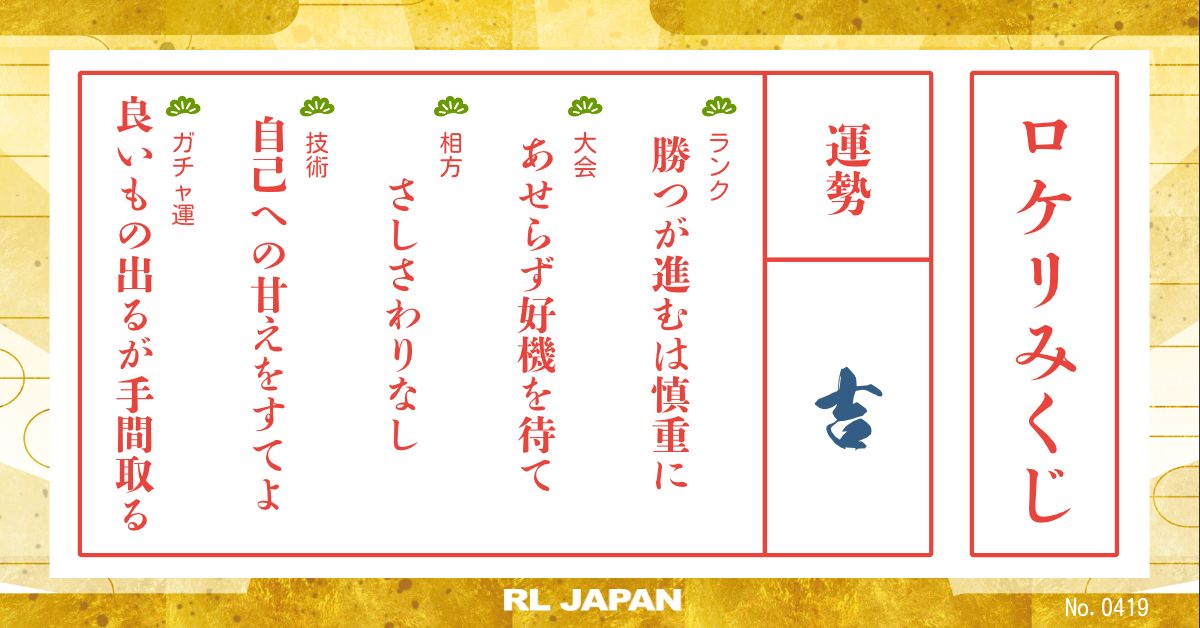 ロケリみくじ
運勢
吉
ランク
勝つが進むは慎重に
大会
あせらず好機を待て
相方
さしさわりなし
技術
自己への甘えをすてよ
ガチャ運
良いもの出るが手間取る
RL JAPAN
No. 0419